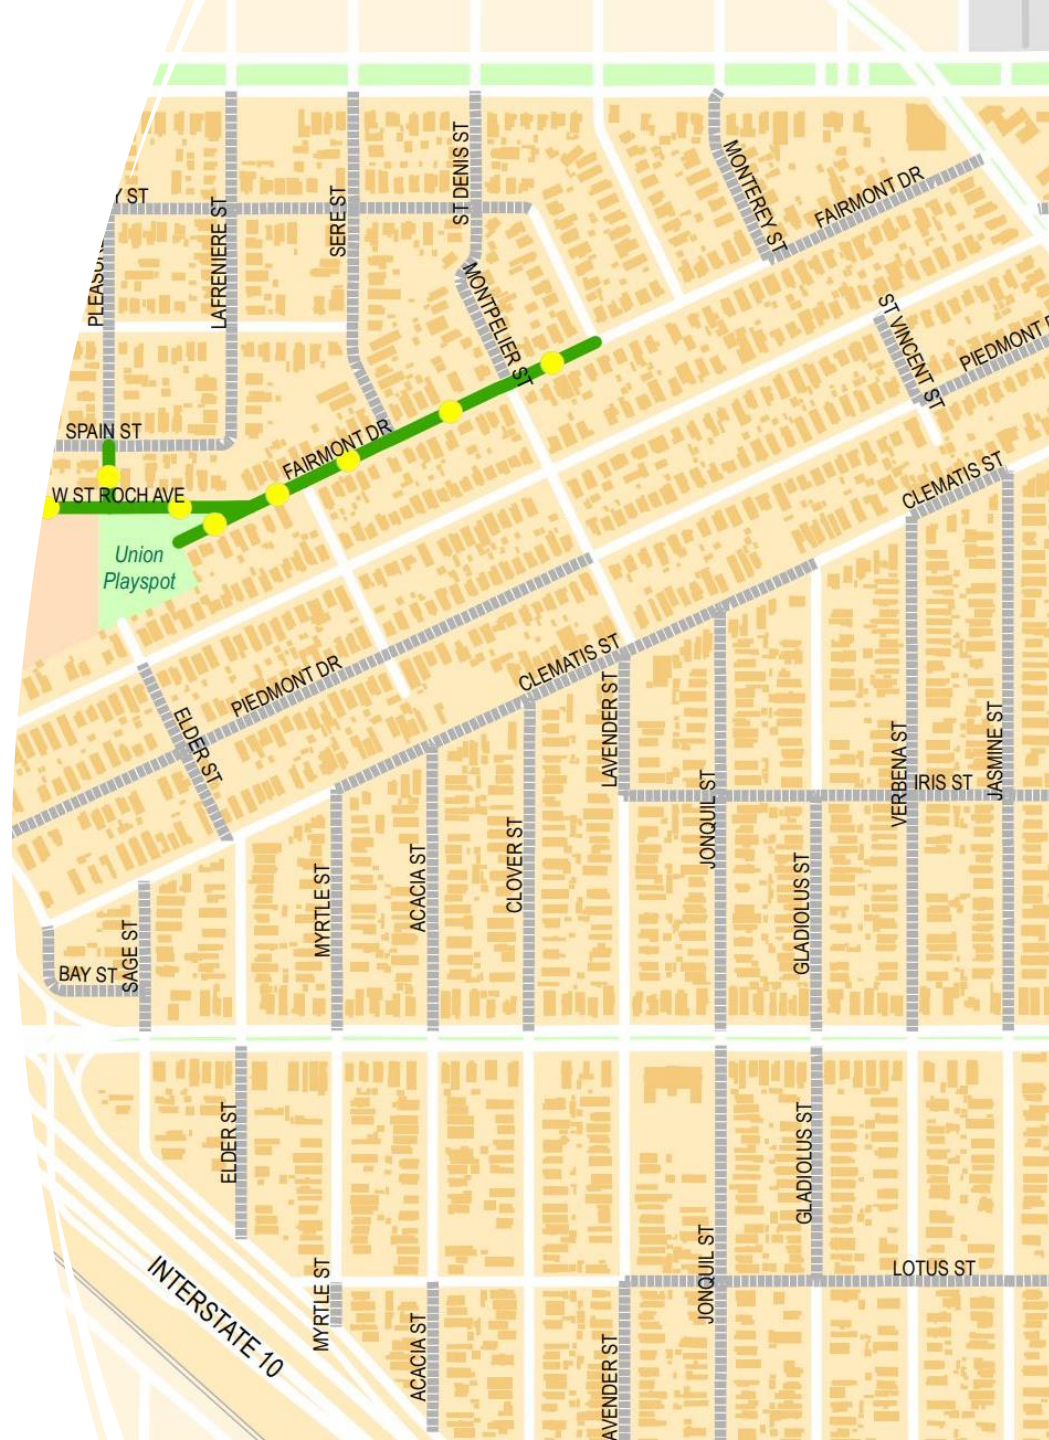 ST DENIS ST
MONTEREY ST
FAIRMONT DR
Y ST
SERE ST
LAFRENIERE ST
PLEASURE
MONTPELIER ST
ST VINCENT ST
PIEDMONT D
SPAIN ST
FAIRMONT DR
W ST ROCH AVE
CLEMATIS ST
Union
Playspot
PIEDMONT DR
CLEMATIS ST
ELDER ST
LAVENDER ST
VERBENA ST
JASMINE ST
IRIS ST
JONQUIL ST
CLOVER ST
ACACIA ST
MYRTLE ST
GLADIOLUS ST
SAGE ST
BAY ST
ELDER ST
GLADIOLUS ST
JONQUIL ST
LOTUS ST
INTERSTATE 10
MYRTLE ST
ACACIA ST
AVENDER ST